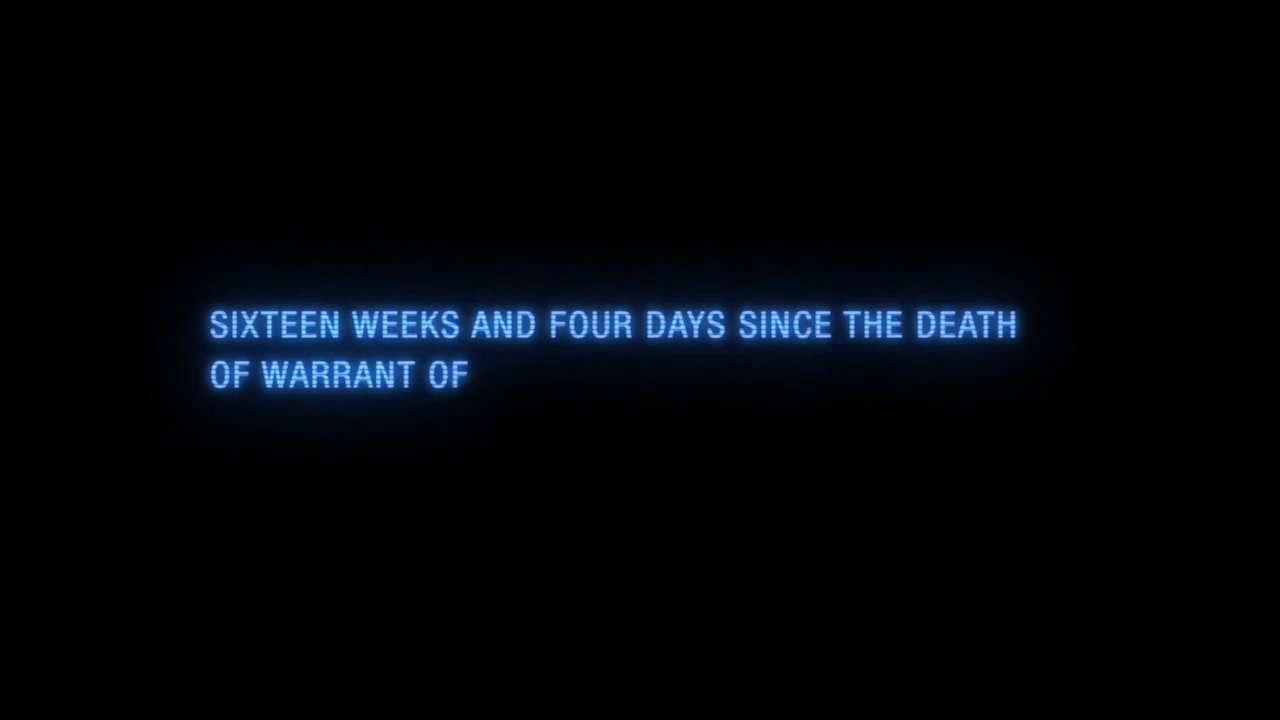 SIXTEEN WEEKS AND FOUR DAYS SINCE THE DEATH
OF WARRANT OF